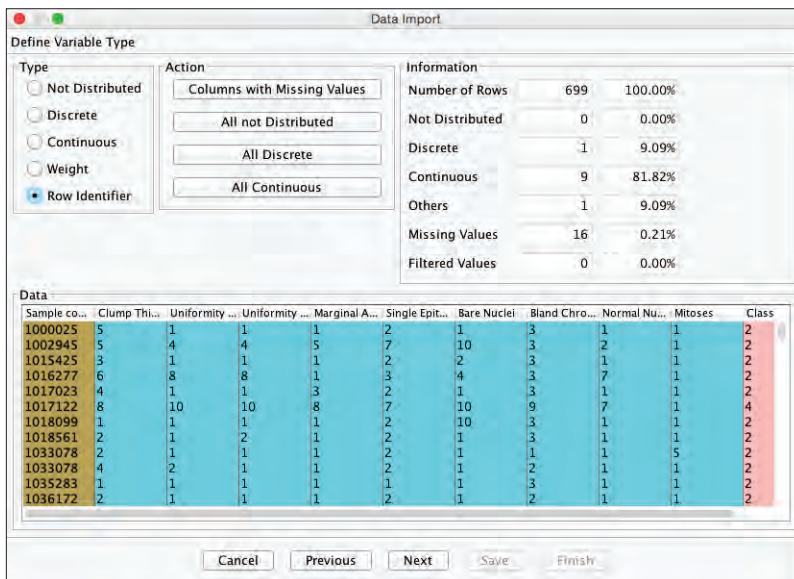 Data Import
Define Variable Type
Type
Not Distributed
Discrete
Continuous
Weight
Row Identifier
Action
Columns with Missing Values
All not Distributed
All Discrete
All Continuous
Information
Number of Rows 699 100.00%
Not Distributed 0 0.00%
Discrete 1 9.09%
Continuous 9 81.82%
Others 1 9.09%
Missing Values 16 0.21%
Filtered Values 0 0.00%
Data
Sample co... Clump Thi... Uniformity ... Uniformity ... Marginal A... Single Epit... Bare Nuclei Bland Chro... Normal Nu... Mitoses Class
1000025 5 1 1 1 2 1 3 1 1 2
1002945 5 4 4 5 7 10 3 2 1 2
1015425 3 1 1 1 2 2 3 1 1 2
1016277 6 8 8 1 3 4 3 7 1 2
1017023 4 1 1 3 2 1 3 1 1 2
1017122 8 10 10 8 7 10 9 7 1 4
1018099 1 1 1 1 2 10 3 1 1 2
1018561 2 1 2 1 2 1 3 1 1 2
1033078 2 1 1 1 2 1 1 1 5 2
1033078 4 2 1 1 2 1 2 1 1 2
1035283 1 1 1 1 1 1 3 1 1 2
1036172 2 1 1 1 2 1 2 1 1 2
Cancel Previous Next Save Finish